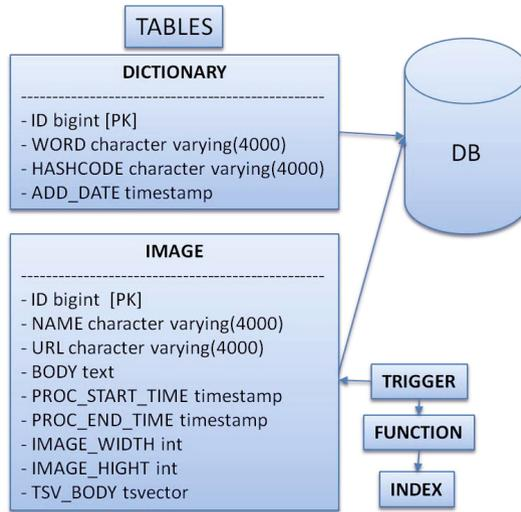 TABLES
DICTIONARY
------------------------------------------------
- ID bigint [PK]
- WORD character varying(4000)
- HASHCODE character varying(4000)
- ADD_DATE timestamp
DB
IMAGE
------------------------------------------------
- ID bigint [PK]
- NAME character varying(4000)
- URL character varying(4000)
- BODY text
- PROC_START_TIME timestamp
- PROC_END_TIME timestamp
- IMAGE_WIDTH int
- IMAGE_HIGHT int
- TSV_BODY tsvector
TRIGGER
FUNCTION
INDEX